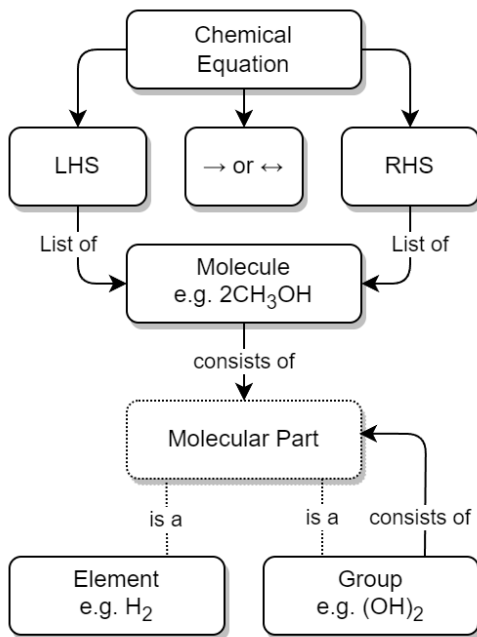 Chemical
Equation
LHS
→ or ↔
RHS
List of
List of
Molecule
e.g. 2CH₃OH
consists of
Molecular Part
is a
is a
consists of
Element
e.g. H₂
Group
e.g. (OH)₂